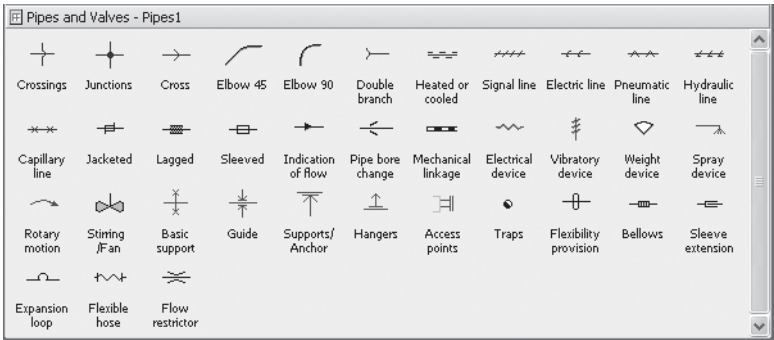 Pipes and Valves - Pipes1
Crossings Junctions Cross Elbow 45 Elbow 90 Double branch Heated or cooled Signal line Electric line Pneumatic line Hydraulic line
Capillary line Jacketed Lagged Sleeved Indication of flow Pipe bore change Mechanical linkage Electrical device Vibratory device Weight device Spray device
Rotary motion Stirring /Fan Basic support Guide Supports/ Anchor Hangers Access points Traps Flexibility provision Bellows Sleeve extension
Expansion loop Flexible hose Flow restrictor